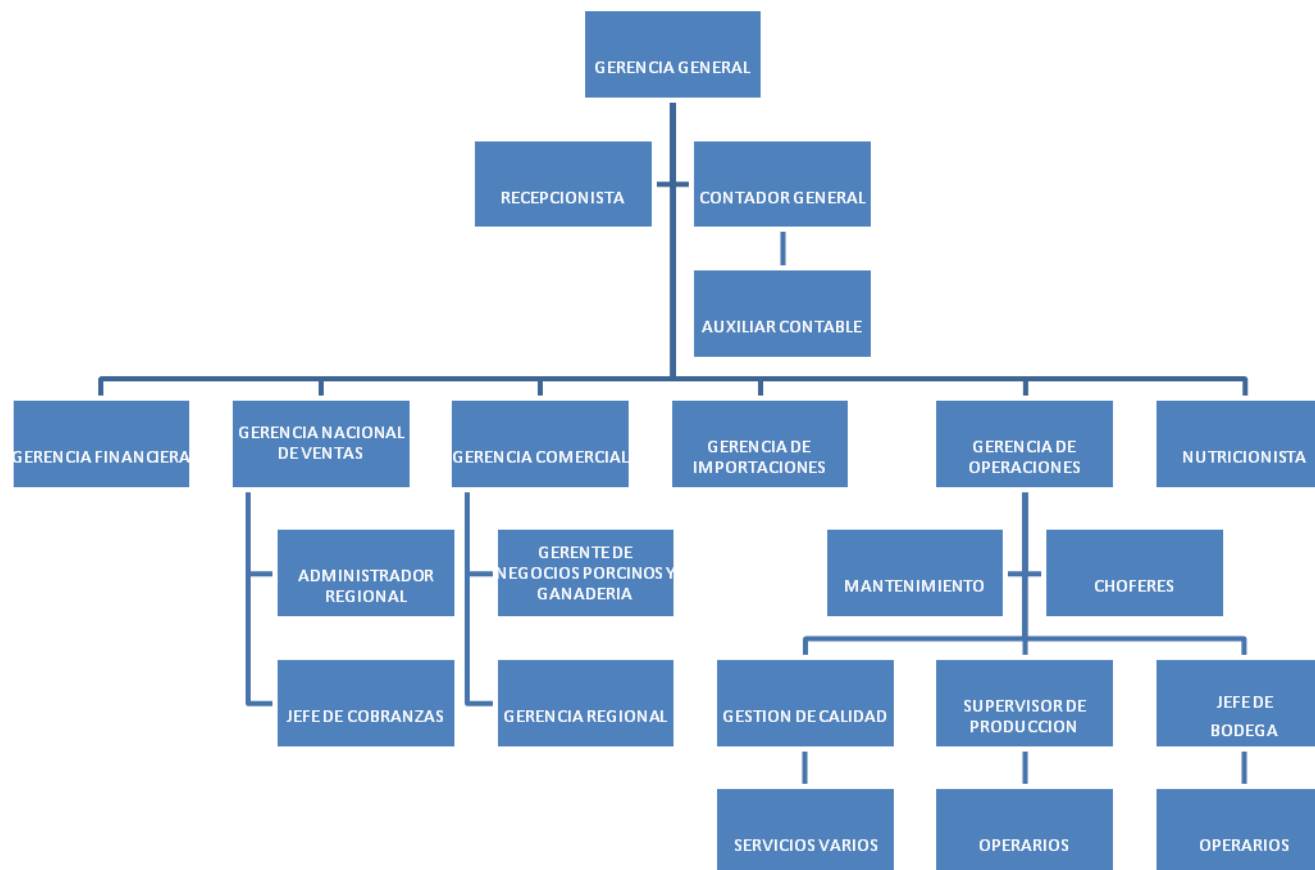 GERENCIA GENERAL
RECEPCIONISTA
CONTADOR GENERAL
AUXILIAR CONTABLE
GERENCIA FINANCIERA
GERENCIA NACIONAL
DE VENTAS
GERENCIA COMERCIAL
GERENCIA DE
IMPORTACIONES
GERENCIA DE
OPERACIONES
NUTRICIONISTA
ADMINISTRADOR
REGIONAL
GERENTE DE
NEGOCIOS PORCINOS Y
GANADERIA
MANTENIMIENTO
CHOFERES
JEFE DE COBRANZAS
GERENCIA REGIONAL
GESTION DE CALIDAD
SUPERVISOR DE
PRODUCCION
JEFE DE
BODEGA
SERVICIOS VARIOS
OPERARIOS
OPERARIOS